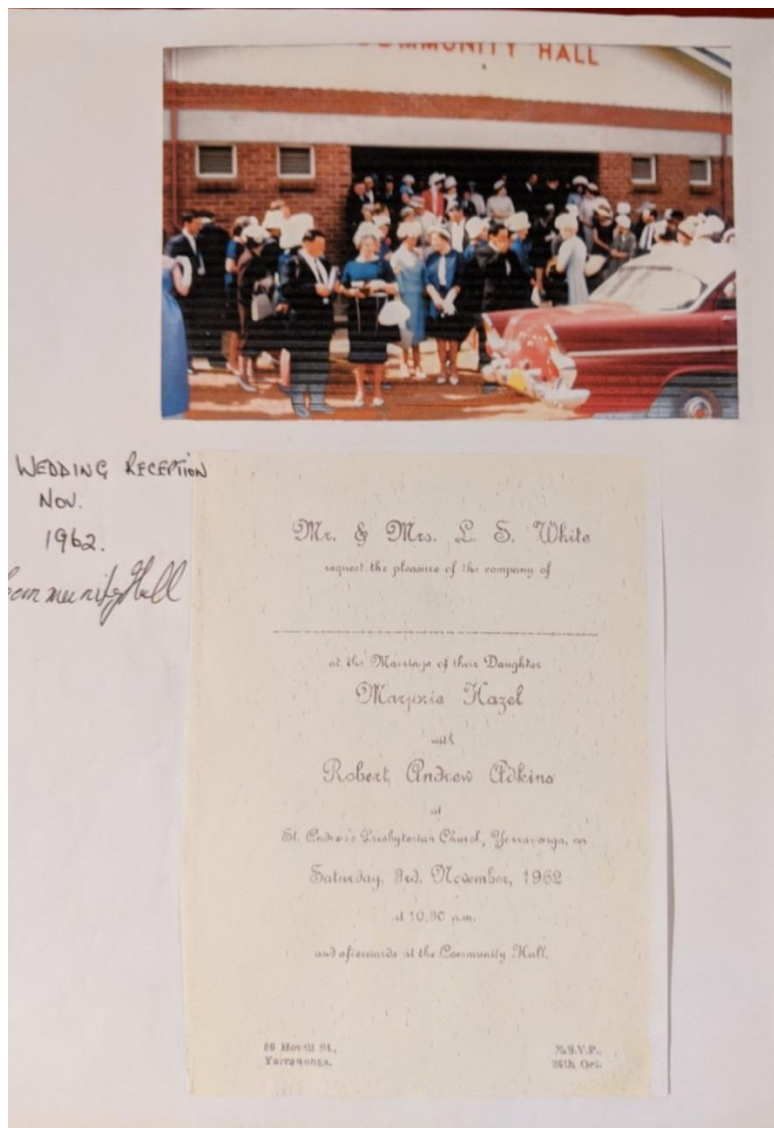 COMMUNITY HALL
WEDDING RECEPTION
NOV.
1962.
Community Hall
Mr. & Mrs. L. S. White
request the pleasure of the company of
at the Marriage of their Daughter
Marjorie Hazel
with
Robert Andrew Adkins
at
St. Andrew's Presbyterian Church, Yarrawonga, on
Saturday, 3rd. November, 1962
at 10.30 a.m.
and afterwards at the Community Hall.
Hovell St.,
Yarrawonga.
R.S.V.P.,
26th, Oct.